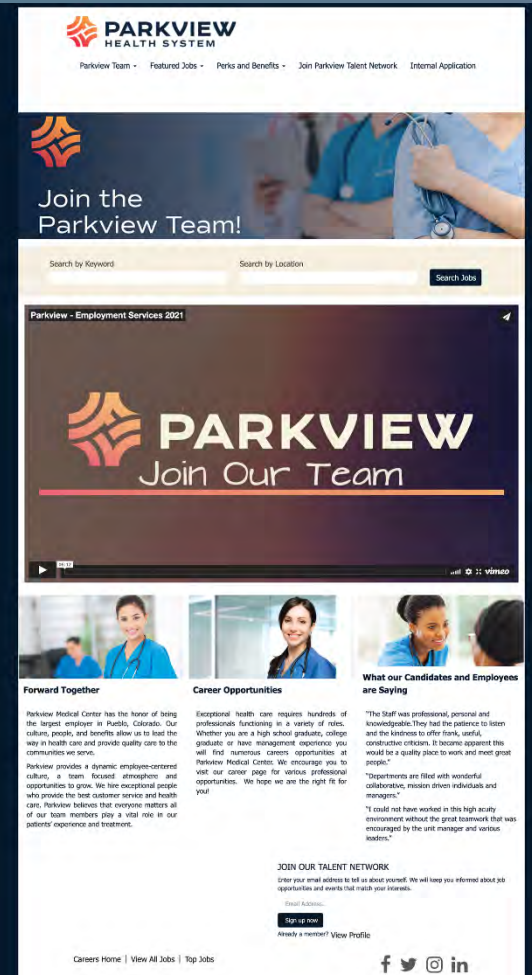 PARKVIEW
HEALTH SYSTEM
Parkview Team
Featured Jobs
Perks and Benefits
Join Parkview Talent Network
Internal Application
Join the
Parkview Team!
Search by Keyword
Search by Location
Search Jobs
Parkview - Employment Services 2021
PARKVIEW
Join Our Team
vimeo
Forward Together
Parkview Medical Center has the honor of being
the largest employer in Pueblo, Colorado. Our
culture, people, and benefits allow us to lead the
way in health care and provide quality care to the
communities we serve.
Parkview provides a dynamic employee-centered
culture, a team focused atmosphere and
opportunities to grow. We hire exceptional people
who provide the best customer service and health
care. Parkview believes that everyone matters all
of our team members play a vital role in our
patients' experience and treatment.
Career Opportunities
Exceptional health care requires hundreds of
professionals functioning in a variety of roles.
Whether you are a high school graduate, college
graduate or have management experience you
will find numerous careers opportunities at
Parkview Medical Center. We encourage you to
visit our career page for various professional
opportunities. We hope we are the right fit for
you!
What our Candidates and Employees
are Saying
"The Staff was professional, personal and
knowledgeable.They had the patience to listen
and the kindness to offer frank, useful,
constructive criticism. It became apparent this
would be a quality place to work and meet great
people."
"Departments are filled with wonderful
collaborative, mission driven individuals and
managers."
"I could not have worked in this high acuity
environment without the great teamwork that was
encouraged by the unit manager and various
leaders."
JOIN OUR TALENT NETWORK
Enter your email address to tell us about yourself. We will keep you informed about job
opportunities and events that match your interests.
Email Address..
Sign up now
Already a member? View Profile
Careers Home | View All Jobs | Top Jobs